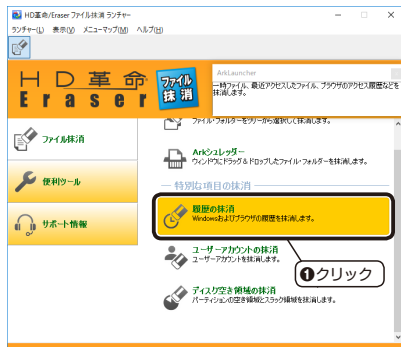 HD革命/Eraser ファイル抹消 ランチャー
ランチャー(L) 表示(V) メニューマップ(M) ヘルプ(H)
HD革命
Eraser
ファイル
抹消
ArkLauncher
一時ファイル、最近アクセスしたファイル、ブラウザのアクセス履歴などを
抹消します。
ファイル・フォルダーをツリーから選択して抹消します。
ファイル抹消
Arkシュレッダー
ウィンドウにドラッグ＆ドロップしたファイル・フォルダーを抹消します。
便利ツール
特別な項目の抹消
履歴の抹消
Windowsおよびブラウザの履歴を抹消します。
サポート情報
ユーザーアカウントの抹消
ユーザーアカウントを抹消します。
❶クリック
ディスク空き領域の抹消
パーティションの空き領域とスラック領域を抹消します。